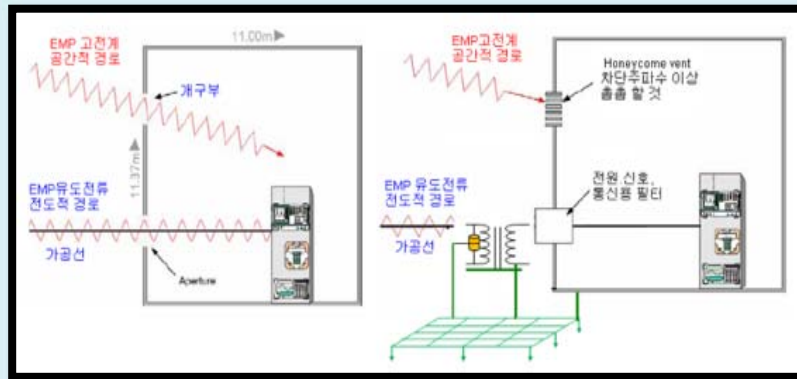 11.00m
EMP 고전계
공간적 경로
개구부
11.37m
EMP유도전류
전도적 경로
가공선
Aperture
EMP고전계
공간적 경로
Honeycome vent
차단주파수 이상
촘촘 할 것
EMP 유도전류
전도적 경로
가공선
전원 신호,
통신용 필터